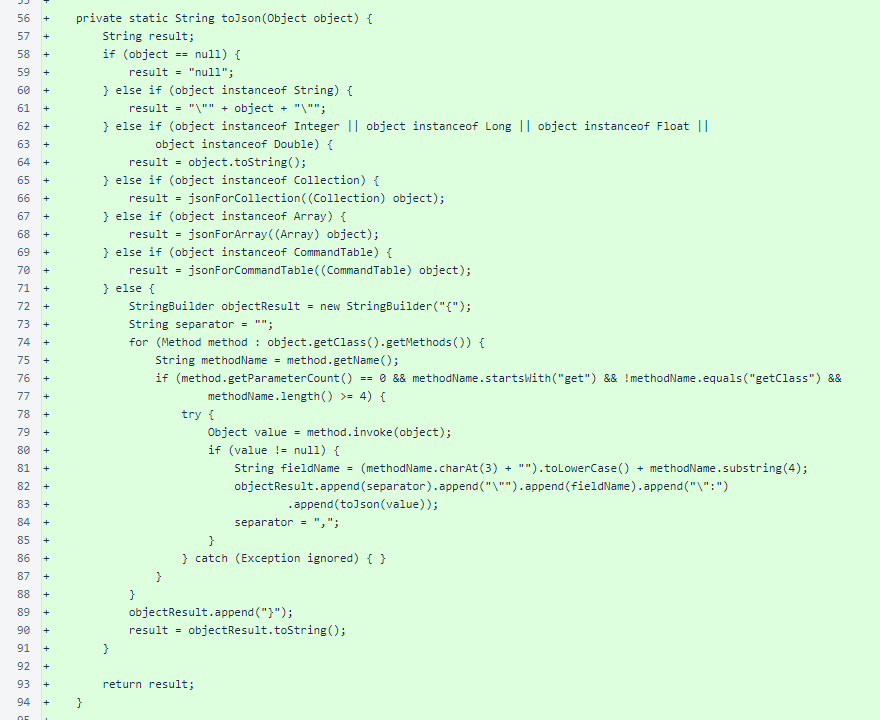 56 +    private static String toJson(Object object) {
57 +        String result;
58 +        if (object == null) {
59 +            result = "null";
60 +        } else if (object instanceof String) {
61 +            result = "\"" + object + "\"";
62 +        } else if (object instanceof Integer || object instanceof Long || object instanceof Float ||
63 +                object instanceof Double) {
64 +            result = object.toString();
65 +        } else if (object instanceof Collection) {
66 +            result = jsonForCollection((Collection) object);
67 +        } else if (object instanceof Array) {
68 +            result = jsonForArray((Array) object);
69 +        } else if (object instanceof CommandTable) {
70 +            result = jsonForCommandTable((CommandTable) object);
71 +        } else {
72 +            StringBuilder objectResult = new StringBuilder("{");
73 +            String separator = "";
74 +            for (Method method : object.getClass().getMethods()) {
75 +                String methodName = method.getName();
76 +                if (method.getParameterCount() == 0 && methodName.startsWith("get") && !methodName.equals("getClass") &&
77 +                        methodName.length() >= 4) {
78 +                    try {
79 +                        Object value = method.invoke(object);
80 +                        if (value != null) {
81 +                            String fieldName = (methodName.charAt(3) + "").toLowerCase() + methodName.substring(4);
82 +                            objectResult.append(separator).append("\"").append(fieldName).append("\":")
83 +                                    .append(toJson(value));
84 +                            separator = ",";
85 +                        }
86 +                    } catch (Exception ignored) { }
87 +                }
88 +            }
89 +            objectResult.append("}");
90 +            result = objectResult.toString();
91 +        }
92 +
93 +        return result;
94 +    }